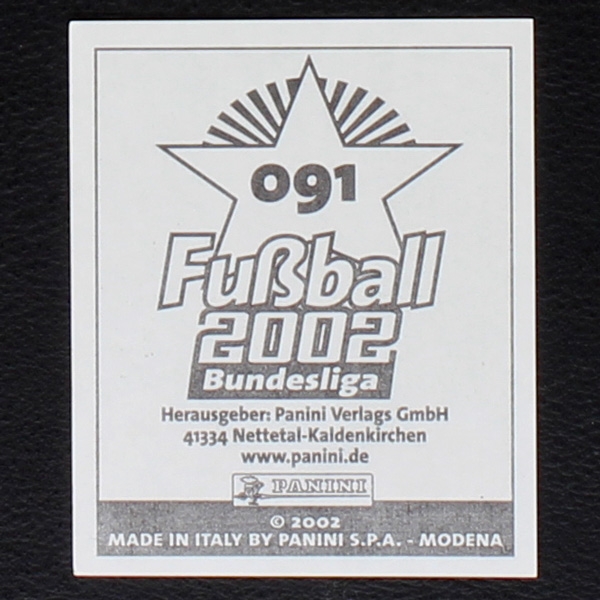 091
Fußball
2002
Bundesliga
Herausgeber: Panini Verlags GmbH
41334 Nettetal-Kaldenkirchen
www.panini.de
PANINI
© 2002
MADE IN ITALY BY PANINI S.P.A. - MODENA